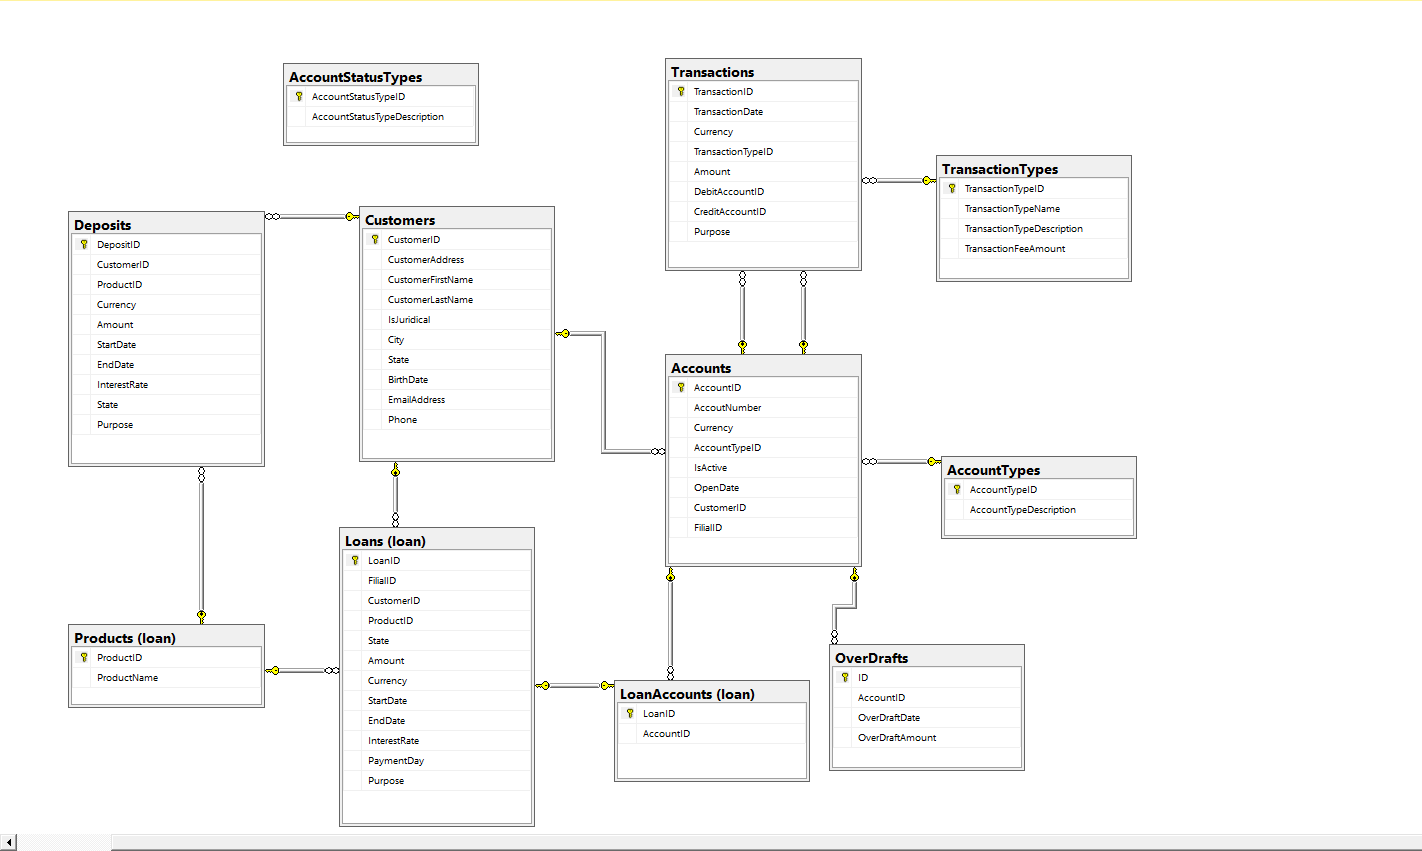 AccountStatusTypes
AccountStatusTypeID
AccountStatusTypeDescription
Transactions
TransactionID
TransactionDate
Currency
TransactionTypeID
Amount
DebitAccountID
CreditAccountID
Purpose
TransactionTypes
TransactionTypeID
TransactionTypeName
TransactionTypeDescription
TransactionFeeAmount
Deposits
DepositID
CustomerID
ProductID
Currency
Amount
StartDate
EndDate
InterestRate
State
Purpose
Customers
CustomerID
CustomerAddress
CustomerFirstName
CustomerLastName
IsJuridical
City
State
BirthDate
EmailAddress
Phone
Accounts
AccountID
AccoutNumber
Currency
AccountTypeID
IsActive
OpenDate
CustomerID
FilialID
AccountTypes
AccountTypeID
AccountTypeDescription
Loans (loan)
LoanID
FilialID
CustomerID
ProductID
State
Amount
Currency
StartDate
EndDate
InterestRate
PaymentDay
Purpose
Products (loan)
ProductID
ProductName
LoanAccounts (loan)
LoanID
AccountID
OverDrafts
ID
AccountID
OverDraftDate
OverDraftAmount